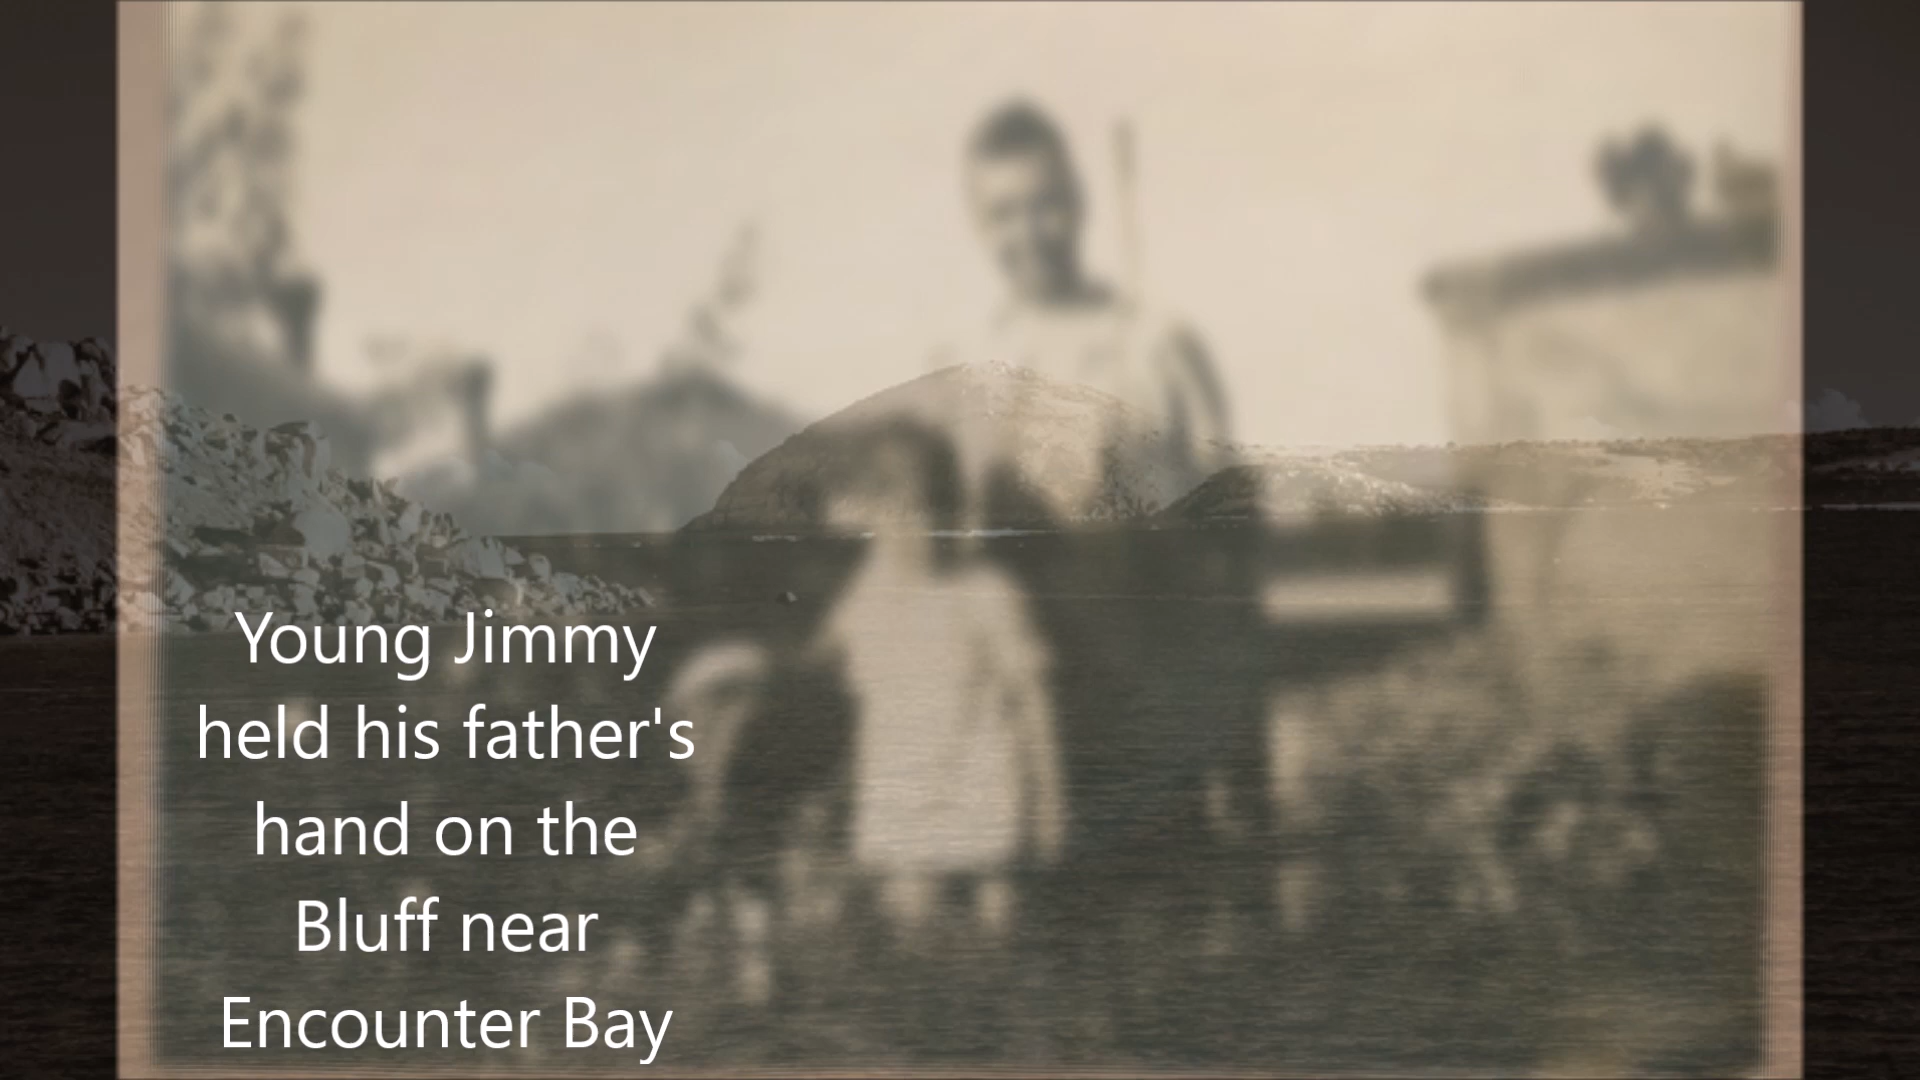 Young Jimmy
held his father's
hand on the
Bluff near
Encounter Bay